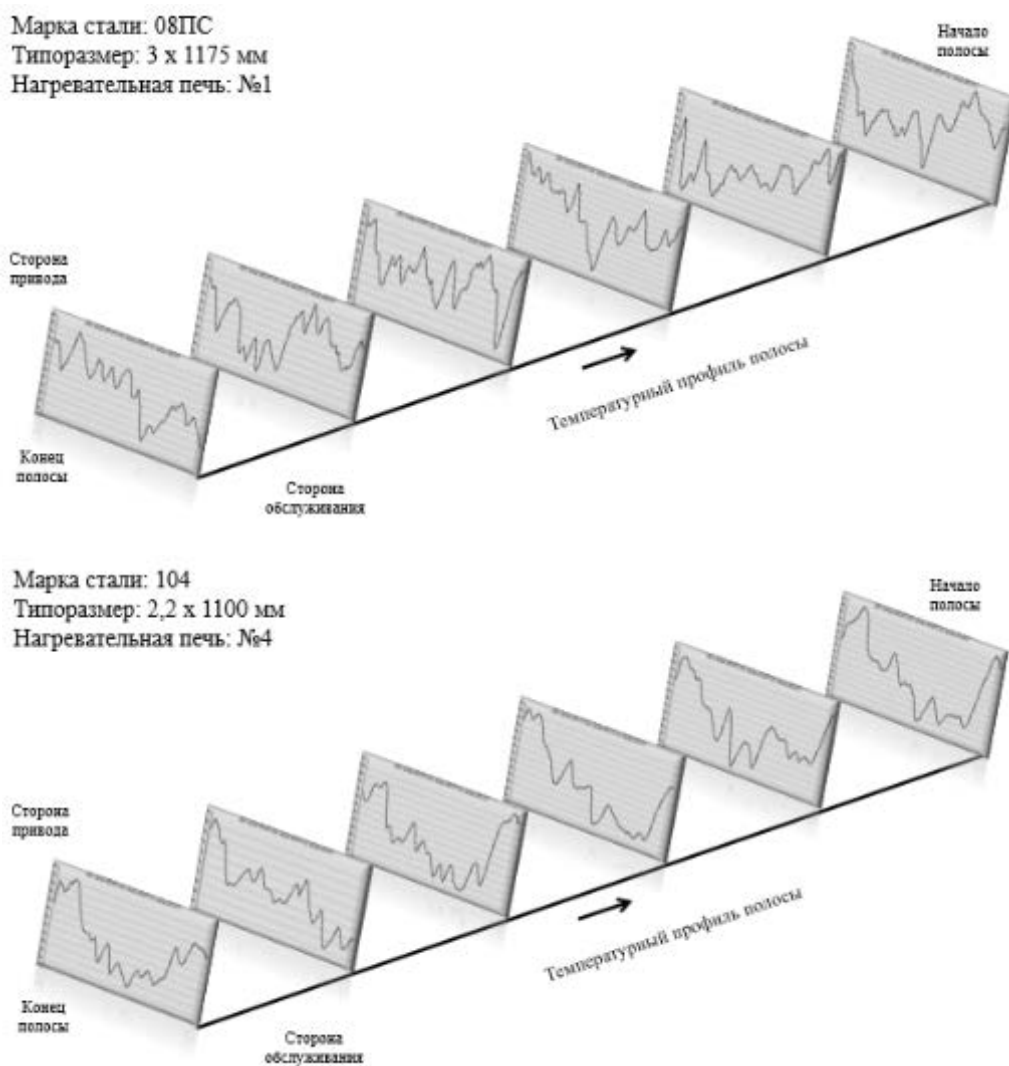 Марка стали: 08ПС
Типоразмер: 3 х 1175 мм
Нагревательная печь: №1
Начало
полосы
Сторона
привода
Температурный профиль полосы
Конец
полосы
Сторона
обслуживания
Марка стали: 104
Типоразмер: 2,2 х 1100 мм
Нагревательная печь: №4
Начало
полосы
Сторона
привода
Температурный профиль полосы
Конец
полосы
Сторона
обслуживания